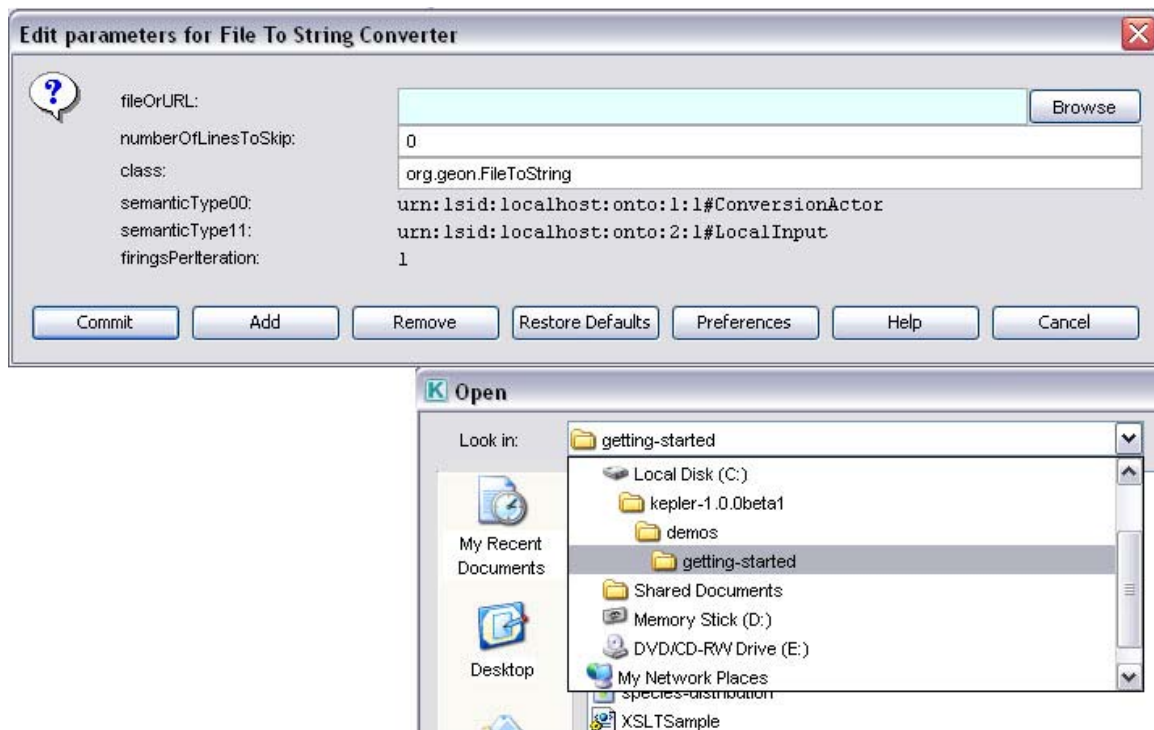 Edit parameters for File To String Converter
fileOrURL:
Browse
numberOfLinesToSkip: 0
class: org.geon.FileToString
semanticType00: urn:lsid:localhost:onto:1:1#ConversionActor
semanticType11: urn:lsid:localhost:onto:2:1#LocalInput
firingsPerIteration: 1
Commit Add Remove Restore Defaults Preferences Help Cancel
K Open
Look in: getting-started
Local Disk (C:)
kepler-1.0.0beta1
demos
getting-started
Shared Documents
Memory Stick (D:)
DVD/CD-RW Drive (E:)
My Network Places
species-distribution
XSLTSample
My Recent
Documents
Desktop